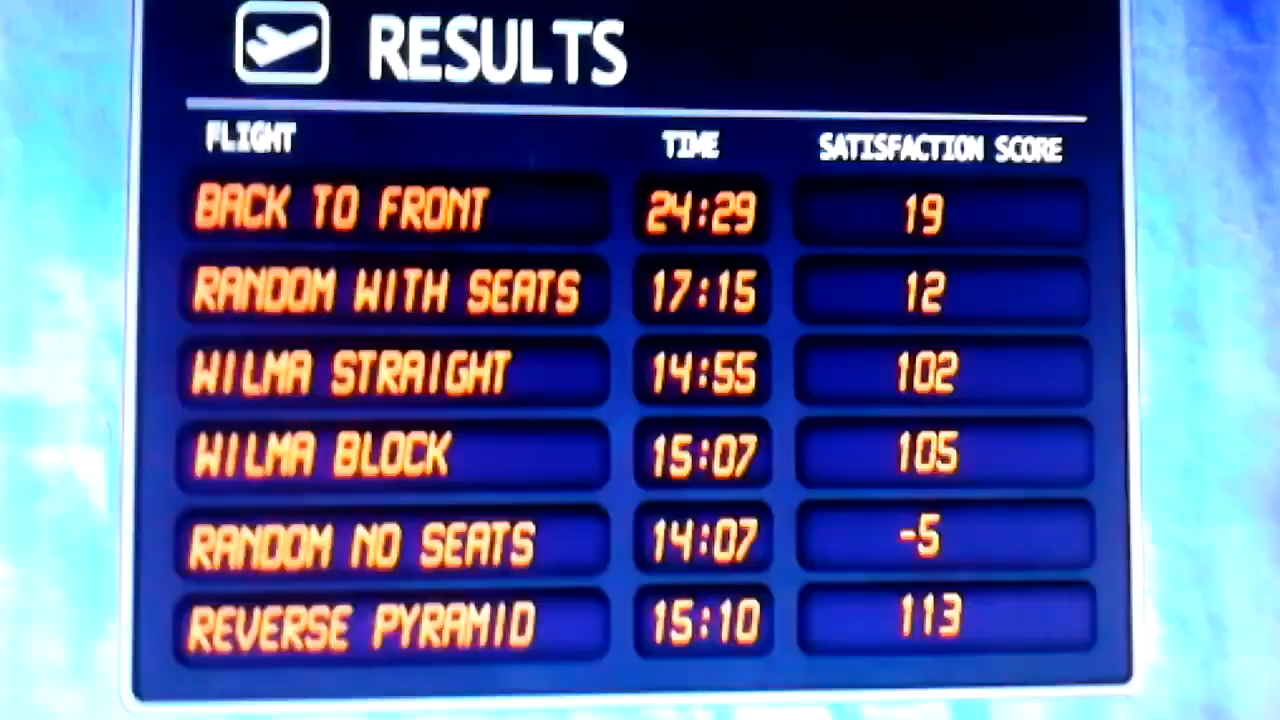 RESULTS
FLIGHT TIME SATISFACTION SCORE
BACK TO FRONT 24:29 19
RANDOM WITH SEATS 17:15 12
WILMA STRAIGHT 14:55 102
WILMA BLOCK 15:07 105
RANDOM NO SEATS 14:07 -5
REVERSE PYRAMID 15:10 113